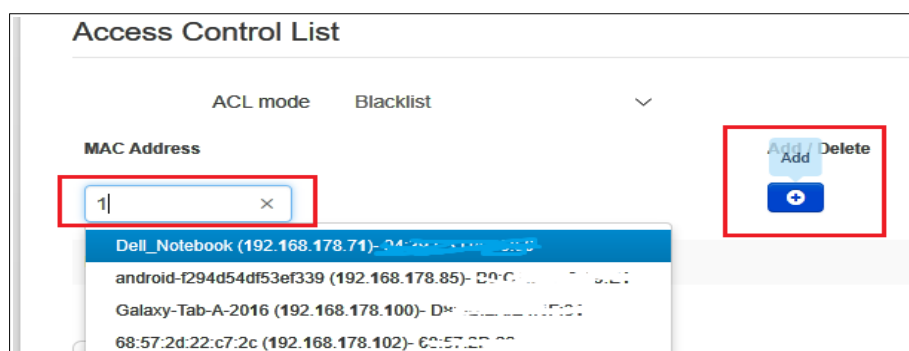 Access Control List
ACL mode Blacklist
MAC Address Add / Delete
Add
1
Dell_Notebook (192.168.178.71)-
android-f294d54df53ef339 (192.168.178.85)-
Galaxy-Tab-A-2016 (192.168.178.100)-
68:57:2d:22:c7:2c (192.168.178.102)-